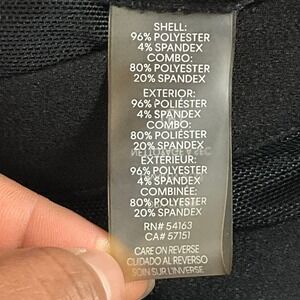 SHELL:
96% POLYESTER
4% SPANDEX
COMBO:
80% POLYESTER
20% SPANDEX
EXTERIOR:
96% POLIÉSTER
4% SPANDEX
COMBO:
80% POLIÉSTER
20% SPANDEX
EXTÉRIEUR:
96% POLYESTER
4% SPANDEX
COMBINÉE:
80% POLYESTER
20% SPANDEX
RN# 54163
CA# 57151
CARE ON REVERSE
CUIDADO AL REVERSO
SOIN SUR L'INVERSE